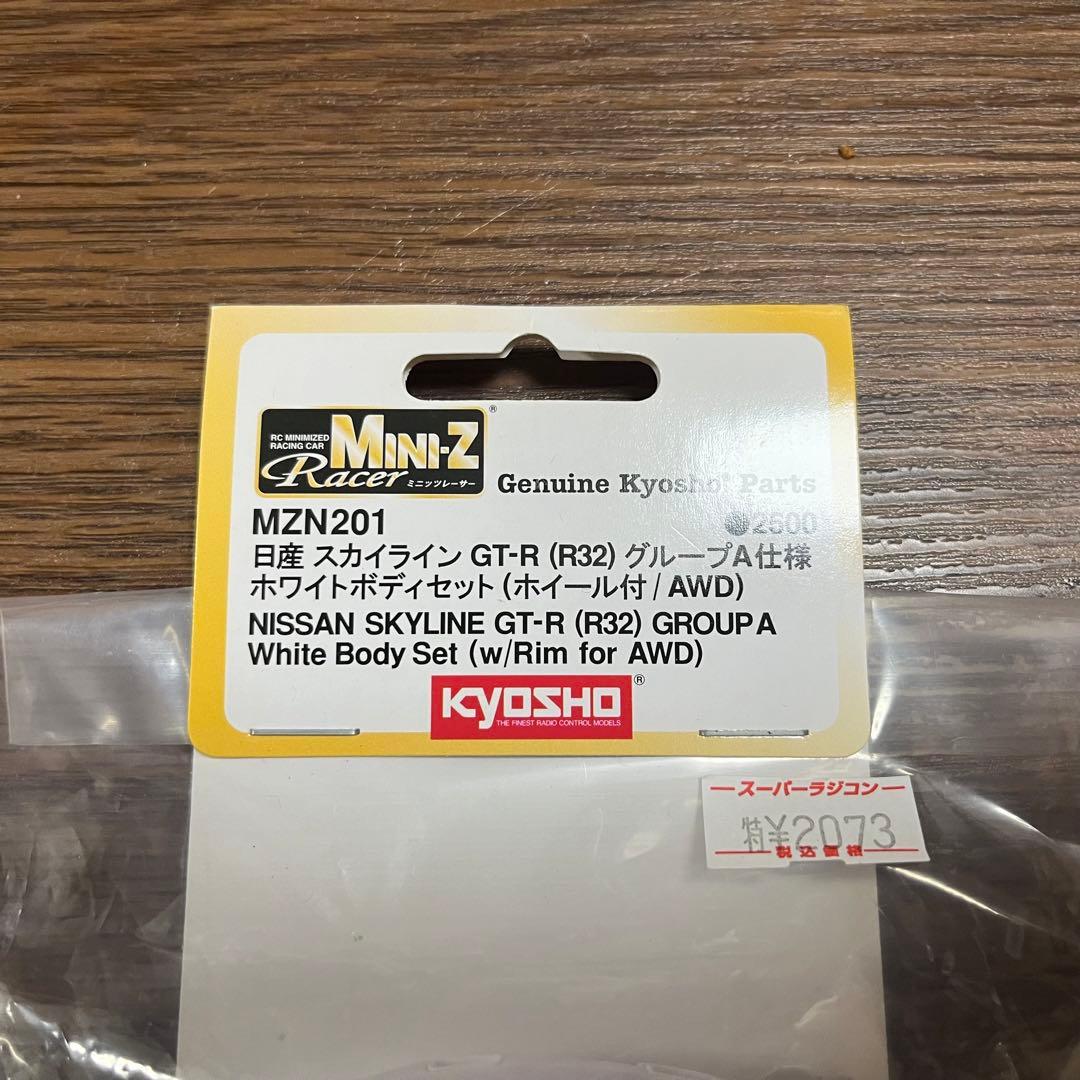 RC MINIMIZED
RACING CAR
MINI-Z
®
Racer ミニッツレーサー
Genuine Kyosho® Parts
MZN201 ●2500
日産 スカイライン GT-R (R32) グループA仕様
ホワイトボディセット (ホイール付 / AWD)
NISSAN SKYLINE GT-R (R32) GROUP A
White Body Set (w/Rim for AWD)
KYOSHO®
THE FINEST RADIO CONTROL MODELS
スーパーラジコン
特¥2073
税込価格